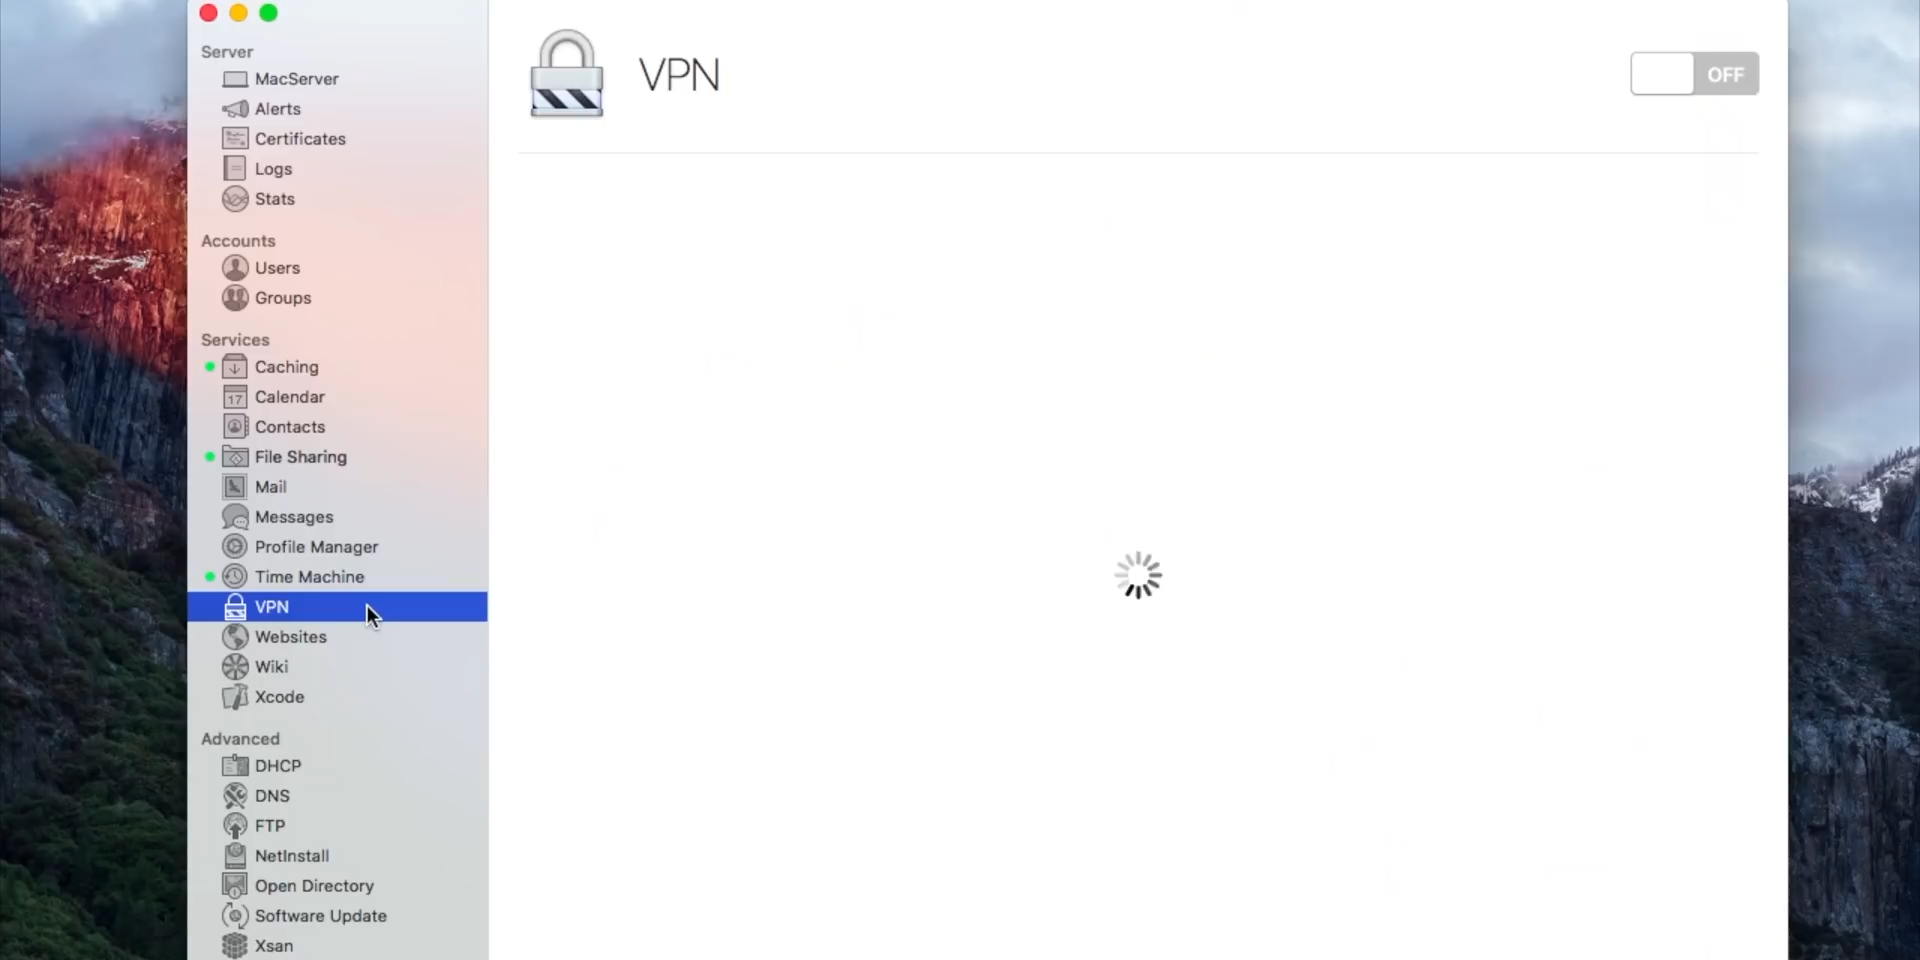 Server
MacServer
Alerts
Certificates
Logs
Stats
Accounts
Users
Groups
Services
Caching
17
Calendar
Contacts
File Sharing
Mail
Messages
Profile Manager
Time Machine
VPN
Websites
Wiki
Xcode
Advanced
DHCP
DNS
FTP
NetInstall
Open Directory
Software Update
Xsan
VPN
OFF